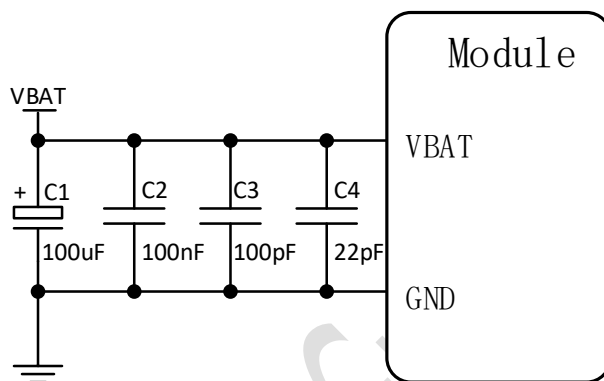 Module
VBAT
VBAT
+ C1 C2 C3 C4
100uF 100nF 100pF 22pF
GND